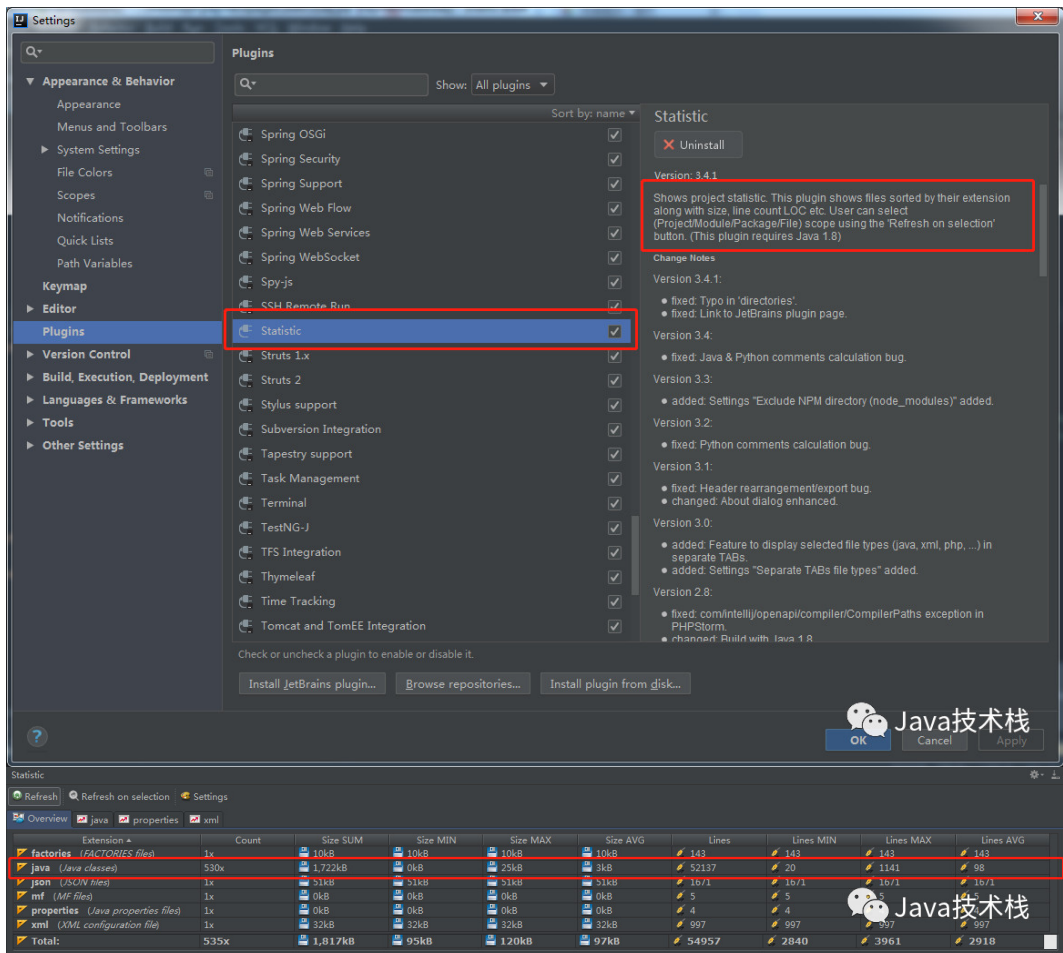 Settings
Plugins
Show: All plugins
Sort by: name
Appearance & Behavior
Appearance
Menus and Toolbars
System Settings
File Colors
Scopes
Notifications
Quick Lists
Path Variables
Keymap
Editor
Plugins
Version Control
Build, Execution, Deployment
Languages & Frameworks
Tools
Other Settings
Spring OSGi
Spring Security
Spring Support
Spring Web Flow
Spring Web Services
Spring WebSocket
Spy-js
SSH Remote Run
Statistic
Struts 1.x
Struts 2
Stylus support
Subversion Integration
Tapestry support
Task Management
Terminal
TestNG-J
TFS Integration
Thymeleaf
Time Tracking
Tomcat and TomEE Integration
Statistic
Uninstall
Version: 3.4.1
Shows project statistic. This plugin shows files sorted by their extension
along with size, line count LOC etc. User can select
(Project/Module/Package/File) scope using the 'Refresh on selection'
button. (This plugin requires Java 1.8)
Change Notes
Version 3.4.1:
fixed: Typo in 'directories'.
fixed: Link to JetBrains plugin page.
Version 3.4:
fixed: Java & Python comments calculation bug.
Version 3.3:
added: Settings "Exclude NPM directory (node_modules)" added.
Version 3.2:
fixed: Python comments calculation bug.
Version 3.1:
fixed: Header rearrangement/export bug.
changed: About dialog enhanced.
Version 3.0:
added: Feature to display selected file types (java, xml, php, ...) in
separate TABs.
added: Settings "Separate TABs file types" added.
Version 2.8:
fixed: com/intellij/openapi/compiler/CompilerPaths exception in
PHPStorm.
changed: Build with Java 1.8
Check or uncheck a plugin to enable or disable it.
Install JetBrains plugin... Browse repositories... Install plugin from disk...
Java技术栈
? OK Cancel Apply
Statistic
Refresh Refresh on selection Settings
Overview java properties xml
Extension Count Size SUM Size MIN Size MAX Size AVG Lines Lines MIN Lines MAX Lines AVG
factories (FACTORIES files) 1x 10kB 10kB 10kB 10kB 143 143 143 143
java (Java classes) 530x 1,722kB 0kB 25kB 3kB 52137 20 1141 98
json (JSON files) 1x 51kB 51kB 51kB 51kB 1671 1671 1671 1671
mf (MF files) 1x 0kB 0kB 0kB 0kB 5 5 5 5
properties (Java properties files) 1x 0kB 0kB 0kB 0kB 4 4 4
xml (XML configuration file) 1x 32kB 32kB 32kB 32kB 997 997 997 997
Total: 535x 1,817kB 95kB 120kB 97kB 54957 2840 3961 2918
Java技术栈